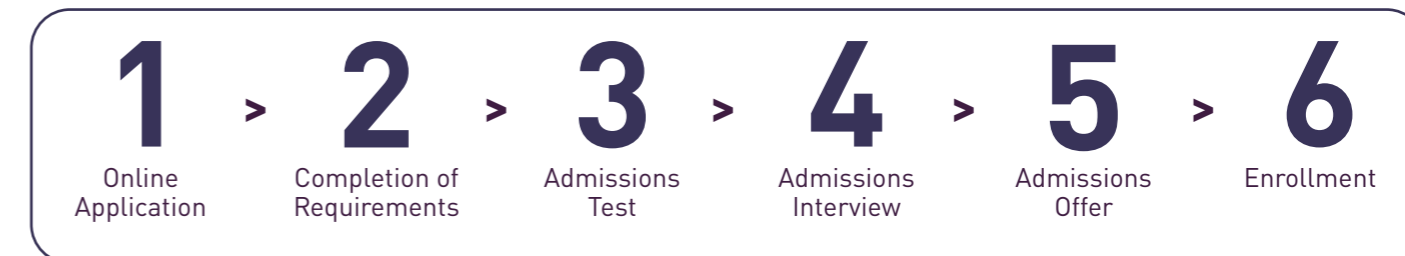 1 > 2 > 3 > 4 > 5 > 6
Online Application
Completion of Requirements
Admissions Test
Admissions Interview
Admissions Offer
Enrollment